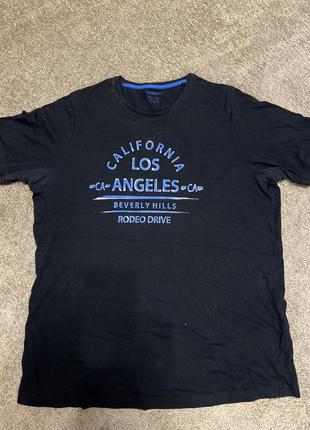 CALIFORNIA
LOS
-CA- ANGELES -CA-
BEVERLY HILLS
RODEO DRIVE